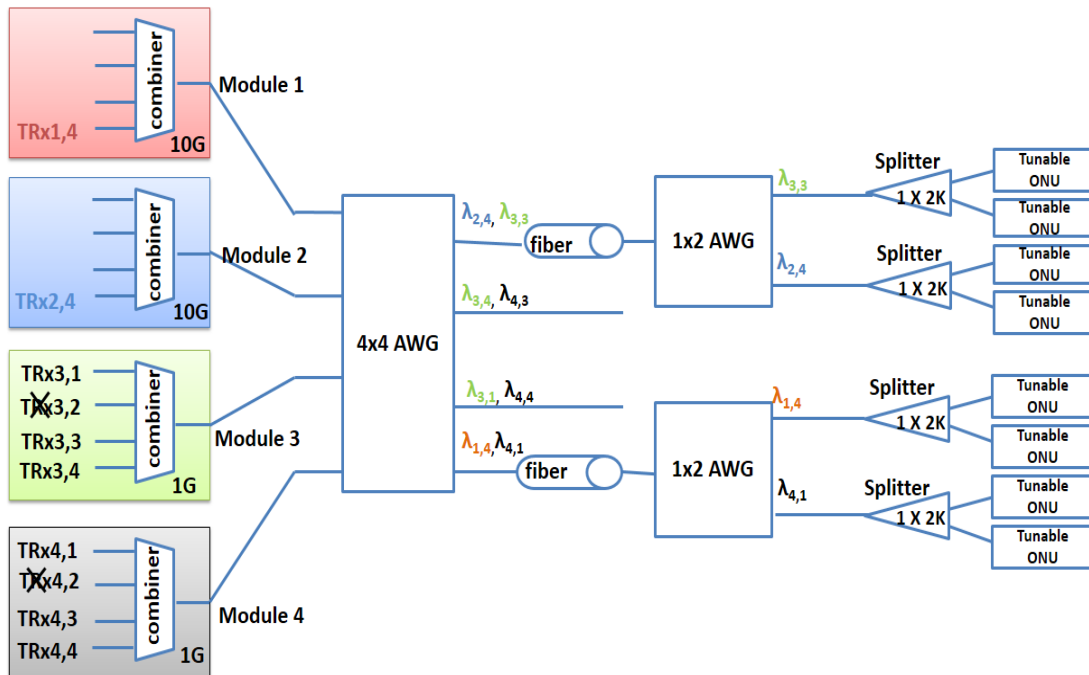 combiner
TRx1,4
10G
Module 1
combiner
TRx2,4
10G
Module 2
TRx3,1
TRx3,2
TRx3,3
TRx3,4
combiner
1G
Module 3
TRx4,1
TRx4,2
TRx4,3
TRx4,4
combiner
1G
Module 4
4x4 AWG
λ2,4, λ3,3
fiber
λ3,4, λ4,3
λ3,1, λ4,4
λ1,4,λ4,1
fiber
1x2 AWG
λ3,3
λ2,4
Splitter
1 X 2K
Splitter
1 X 2K
Tunable
ONU
Tunable
ONU
Tunable
ONU
Tunable
ONU
1x2 AWG
λ1,4
λ4,1
Splitter
1 X 2K
Splitter
1 X 2K
Tunable
ONU
Tunable
ONU
Tunable
ONU
Tunable
ONU